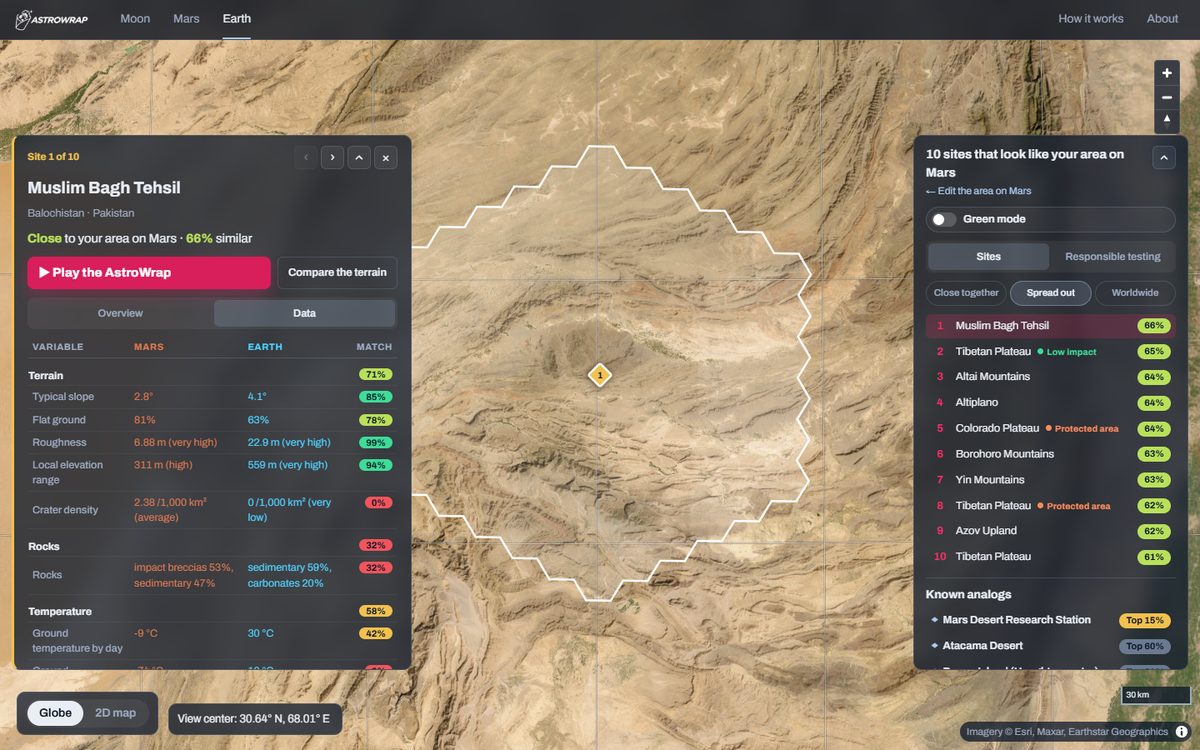 ASTROWRAP
Moon Mars Earth
How it works About
Site 1 of 10
Muslim Bagh Tehsil
Balochistan · Pakistan
Close to your area on Mars · 66% similar
Play the AstroWrap
Compare the terrain
Overview Data
VARIABLE MARS EARTH MATCH
Terrain 71%
Typical slope 2.8° 4.1° 85%
Flat ground 81% 63% 78%
Roughness 6.88 m (very high) 22.9 m (very high) 99%
Local elevation range 311 m (high) 559 m (very high) 94%
Crater density 2.38 /1,000 km² (average) 0 /1,000 km² (very low) 0%
Rocks 32%
Rocks impact breccias 53%, sedimentary 47% sedimentary 59%, carbonates 20% 32%
Temperature 58%
Ground temperature by day -9 °C 30 °C 42%
1
10 sites that look like your area on Mars
← Edit the area on Mars
Green mode
Sites Responsible testing
Close together Spread out Worldwide
1 Muslim Bagh Tehsil 66%
2 Tibetan Plateau Low impact 65%
3 Altai Mountains 64%
4 Altiplano 64%
5 Colorado Plateau Protected area 64%
6 Borohoro Mountains 63%
7 Yin Mountains 63%
8 Tibetan Plateau Protected area 62%
9 Azov Upland 62%
10 Tibetan Plateau 61%
Known analogs
Mars Desert Research Station Top 15%
Atacama Desert Top 60%
Globe 2D map
View center: 30.64° N, 68.01° E
30 km
Imagery © Esri, Maxar, Earthstar Geographics